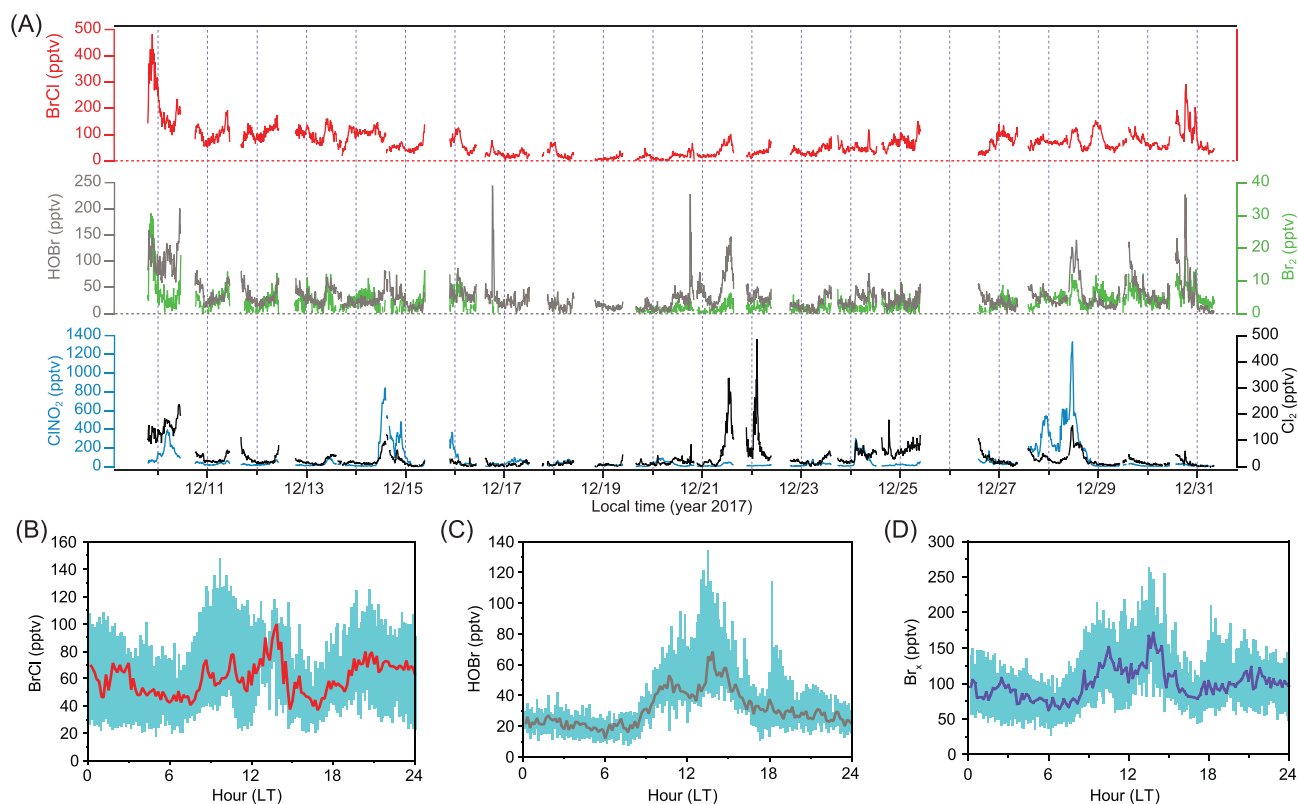 (A)
BrCl (pptv)
500
400
300
200
100
0
HOBr (pptv)
250
200
150
100
50
0
Br₂ (pptv)
40
30
20
10
0
ClNO₂ (pptv)
1400
1200
1000
800
600
400
200
0
Cl₂ (pptv)
500
400
300
200
100
0
12/11 12/13 12/15 12/17 12/19 12/21 12/23 12/25 12/27 12/29 12/31
Local time (year 2017)
(B)
BrCl (pptv)
160
140
120
100
80
60
40
20
0
0 6 12 18 24
Hour (LT)
(C)
HOBr (pptv)
140
120
100
80
60
40
20
0
0 6 12 18 24
Hour (LT)
(D)
Brₓ (pptv)
300
250
200
150
100
50
0
0 6 12 18 24
Hour (LT)